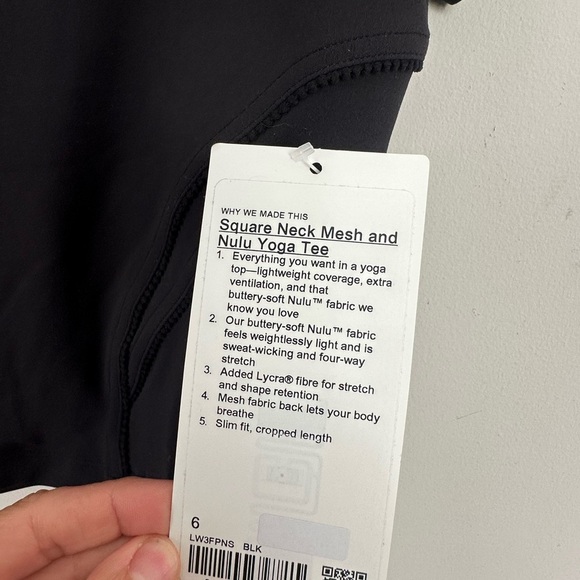 WHY WE MADE THIS
Square Neck Mesh and
Nulu Yoga Tee
1. Everything you want in a yoga
top—lightweight coverage, extra
ventilation, and that
buttery-soft Nulu™ fabric we
know you love
2. Our buttery-soft Nulu™ fabric
feels weightlessly light and is
sweat-wicking and four-way
stretch
3. Added Lycra® fibre for stretch
and shape retention
4. Mesh fabric back lets your body
breathe
5. Slim fit, cropped length
6
LW3FPNS BLK